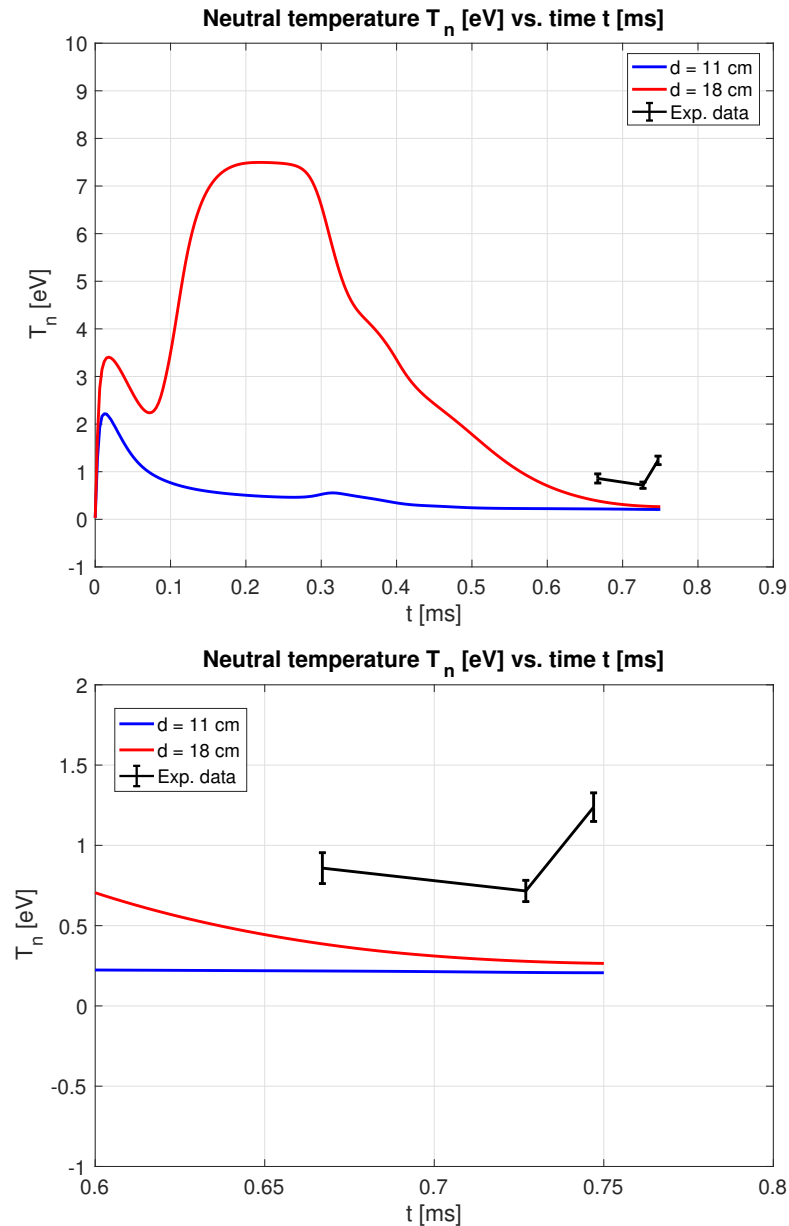 Neutral temperature T_n [eV] vs. time t [ms]
10
9
8
7
6
5
4
3
2
1
0
-1
T_n [eV]
d = 11 cm
d = 18 cm
Exp. data
0 0.1 0.2 0.3 0.4 0.5 0.6 0.7 0.8 0.9
t [ms]
Neutral temperature T_n [eV] vs. time t [ms]
2
1.5
1
0.5
0
-0.5
-1
T_n [eV]
d = 11 cm
d = 18 cm
Exp. data
0.6 0.65 0.7 0.75 0.8
t [ms]